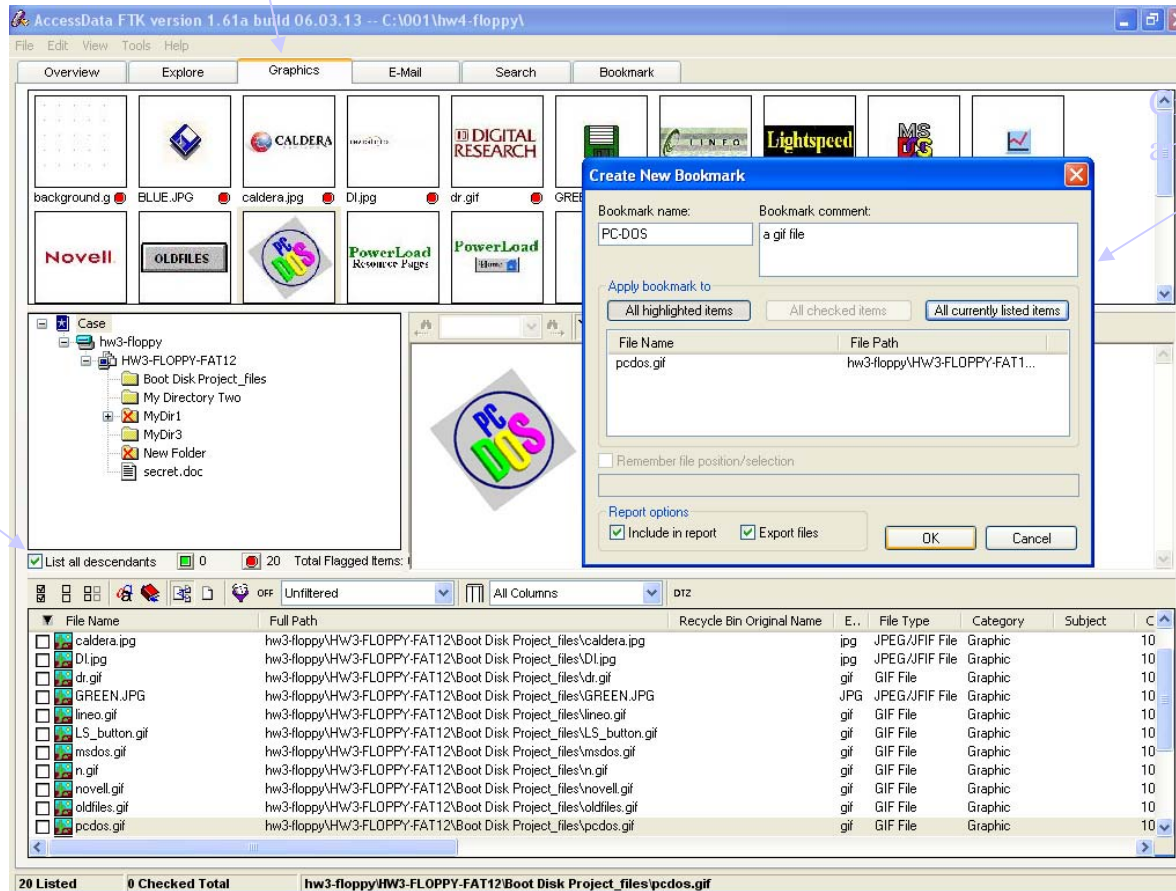 AccessData FTK version 1.61a build 06.03.13 -- C:\001\hw4-floppy\
File Edit View Tools Help
Overview Explore Graphics E-Mail Search Bookmark
CALDERA
DIGITAL RESEARCH
Lightspeed
MS DOS
background.g BLUE.JPG caldera.jpg DI.jpg dr.gif GREE
Novell OLDFILES PC DOS PowerLoad Resource Pages PowerLoad Home
Create New Bookmark
Bookmark name: Bookmark comment:
PC-DOS a gif file
Apply bookmark to
All highlighted items All checked items All currently listed items
File Name File Path
pcdos.gif hw3-floppy\HW3-FLOPPY-FAT1...
Remember file position/selection
Report options
Include in report Export files OK Cancel
Case
hw3-floppy
HW3-FLOPPY-FAT12
Boot Disk Project_files
My Directory Two
MyDir1
MyDir3
New Folder
secret.doc
PC DOS
List all descendants 0 20 Total Flagged Items:
OFF Unfiltered All Columns DTZ
File Name Full Path Recycle Bin Original Name E.. File Type Category Subject C
caldera.jpg hw3-floppy\HW3-FLOPPY-FAT12\Boot Disk Project_files\caldera.jpg jpg JPEG/JFIF File Graphic 10
DI.jpg hw3-floppy\HW3-FLOPPY-FAT12\Boot Disk Project_files\DI.jpg jpg JPEG/JFIF File Graphic 10
dr.gif hw3-floppy\HW3-FLOPPY-FAT12\Boot Disk Project_files\dr.gif gif GIF File Graphic 10
GREEN.JPG hw3-floppy\HW3-FLOPPY-FAT12\Boot Disk Project_files\GREEN.JPG JPG JPEG/JFIF File Graphic 10
lineo.gif hw3-floppy\HW3-FLOPPY-FAT12\Boot Disk Project_files\lineo.gif gif GIF File Graphic 10
LS_button.gif hw3-floppy\HW3-FLOPPY-FAT12\Boot Disk Project_files\LS_button.gif gif GIF File Graphic 10
msdos.gif hw3-floppy\HW3-FLOPPY-FAT12\Boot Disk Project_files\msdos.gif gif GIF File Graphic 10
n.gif hw3-floppy\HW3-FLOPPY-FAT12\Boot Disk Project_files\n.gif gif GIF File Graphic 10
novell.gif hw3-floppy\HW3-FLOPPY-FAT12\Boot Disk Project_files\novell.gif gif GIF File Graphic 10
oldfiles.gif hw3-floppy\HW3-FLOPPY-FAT12\Boot Disk Project_files\oldfiles.gif gif GIF File Graphic 10
pcdos.gif hw3-floppy\HW3-FLOPPY-FAT12\Boot Disk Project_files\pcdos.gif gif GIF File Graphic 10
20 Listed 0 Checked Total hw3-floppy\HW3-FLOPPY-FAT12\Boot Disk Project_files\pcdos.gif